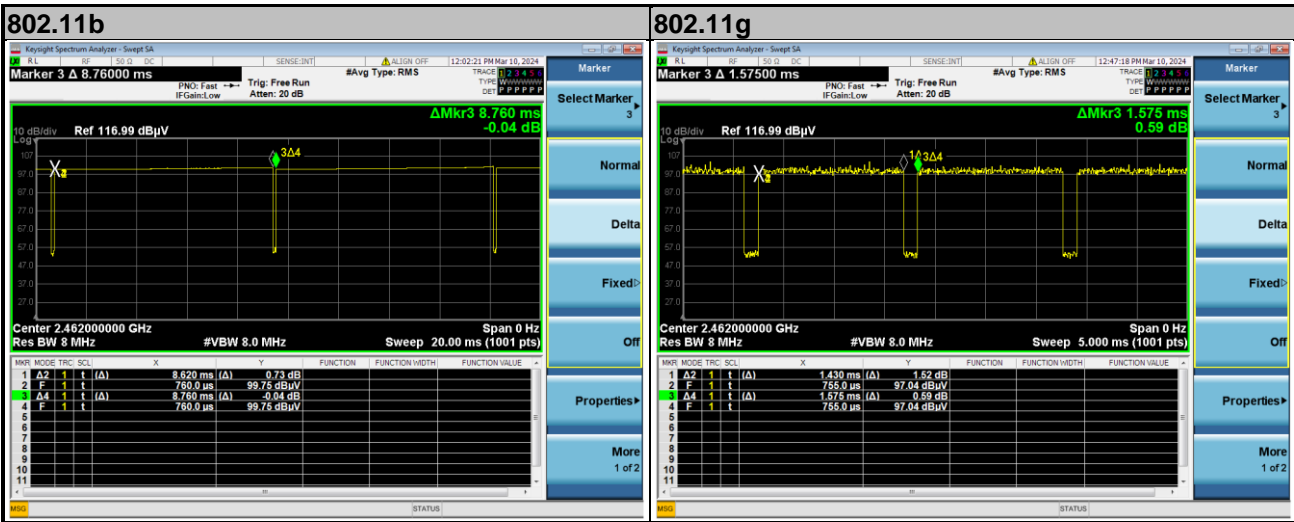 802.11b
Keysight Spectrum Analyzer - Swept SA
RL RF 50 Ω DC SENSE:INT ALIGN OFF 12:02:21 PM Mar 10, 2024
Marker 3 Δ 8.76000 ms
PNO: Fast
IFGain:Low
Trig: Free Run
Atten: 20 dB
#Avg Type: RMS
TRACE 1 2 3 4 5 6
TYPE WWWWWW
DET P P P P P P
ΔMkr3 8.760 ms
-0.04 dB
10 dB/div Ref 116.99 dBµV
Log
107
97.0
87.0
77.0
67.0
57.0
47.0
37.0
27.0
3Δ4
Center 2.462000000 GHz Span 0 Hz
Res BW 8 MHz #VBW 8.0 MHz Sweep 20.00 ms (1001 pts)
MKR MODE TRC SCL X Y FUNCTION FUNCTION WIDTH FUNCTION VALUE
1 Δ2 1 t (Δ) 8.620 ms (Δ) 0.73 dB
2 F 1 t 760.0 µs 99.75 dBµV
3 Δ4 1 t (Δ) 8.760 ms (Δ) -0.04 dB
4 F 1 t 760.0 µs 99.75 dBµV
5
6
7
8
9
10
11
MSG STATUS
Marker
Select Marker
3
Normal
Delta
Fixed
Off
Properties
More
1 of 2
802.11g
Keysight Spectrum Analyzer - Swept SA
RL RF 50 Ω DC SENSE:INT ALIGN OFF 12:47:18 PM Mar 10, 2024
Marker 3 Δ 1.57500 ms
PNO: Fast
IFGain:Low
Trig: Free Run
Atten: 20 dB
#Avg Type: RMS
TRACE 1 2 3 4 5 6
TYPE WWWWWW
DET P P P P P P
ΔMkr3 1.575 ms
0.59 dB
10 dB/div Ref 116.99 dBµV
Log
107
97.0
87.0
77.0
67.0
57.0
47.0
37.0
27.0
1Δ
3Δ4
Center 2.462000000 GHz Span 0 Hz
Res BW 8 MHz #VBW 8.0 MHz Sweep 5.000 ms (1001 pts)
MKR MODE TRC SCL X Y FUNCTION FUNCTION WIDTH FUNCTION VALUE
1 Δ2 1 t (Δ) 1.430 ms (Δ) 1.52 dB
2 F 1 t 755.0 µs 97.04 dBµV
3 Δ4 1 t (Δ) 1.575 ms (Δ) 0.59 dB
4 F 1 t 755.0 µs 97.04 dBµV
5
6
7
8
9
10
11
MSG STATUS
Marker
Select Marker
3
Normal
Delta
Fixed
Off
Properties
More
1 of 2